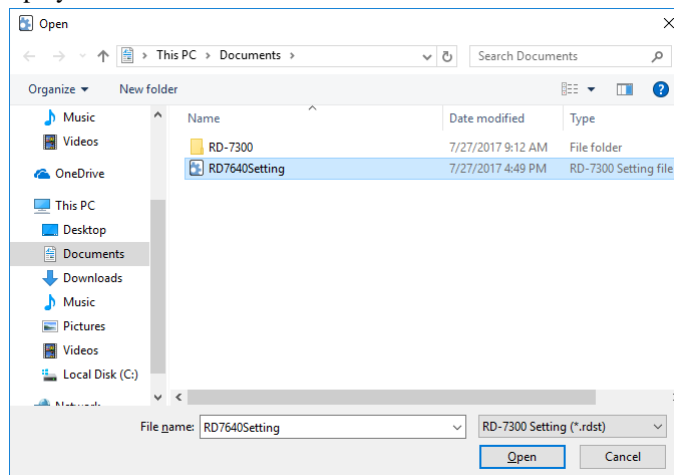 Open
This PC > Documents >
Search Documents
Organize
New folder
Music
Videos
OneDrive
This PC
Desktop
Documents
Downloads
Music
Pictures
Videos
Local Disk (C:)
Name Date modified Type
RD-7300 7/27/2017 9:12 AM File folder
RD7640Setting 7/27/2017 4:49 PM RD-7300 Setting file
File name: RD7640Setting RD-7300 Setting (*.rdst)
Open Cancel